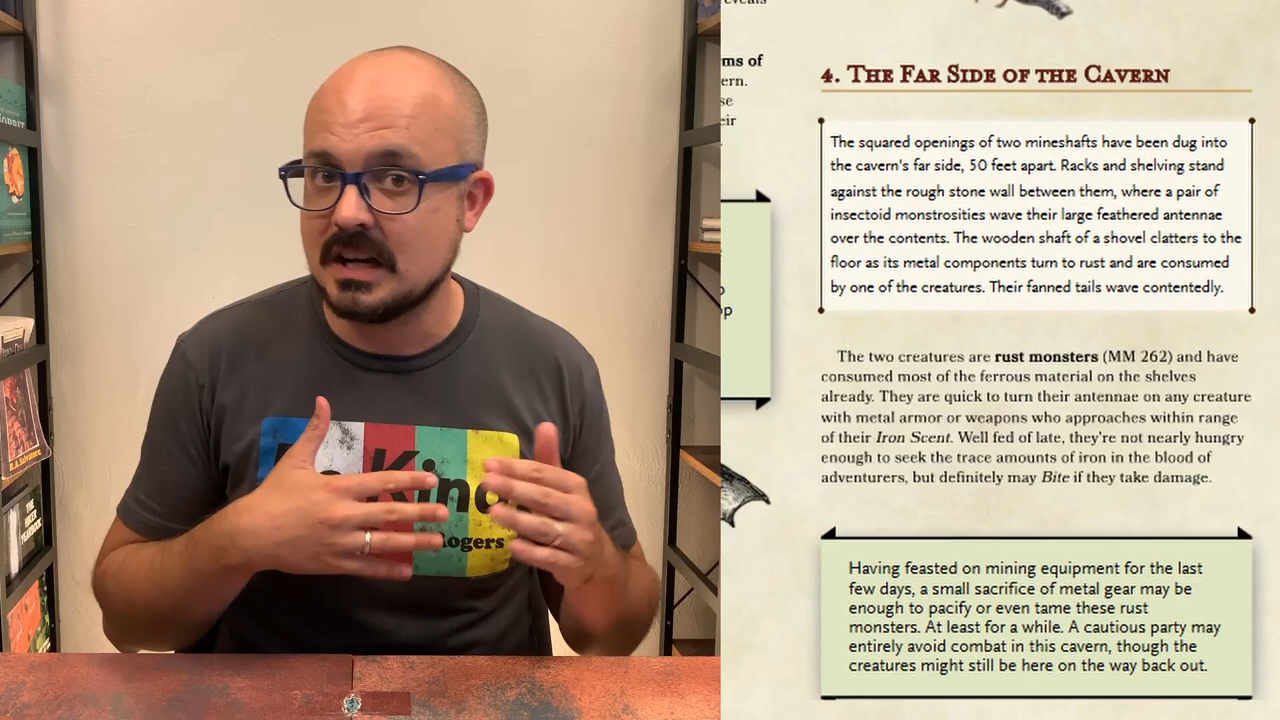 Kind
Rogers
R.A. Salvatore
THE
YEARBOOK
ms of
ern.
se
eir
op
4. The Far Side of the Cavern
The squared openings of two mineshafts have been dug into
the cavern's far side, 50 feet apart. Racks and shelving stand
against the rough stone wall between them, where a pair of
insectoid monstrosities wave their large feathered antennae
over the contents. The wooden shaft of a shovel clatters to the
floor as its metal components turn to rust and are consumed
by one of the creatures. Their fanned tails wave contentedly.
The two creatures are rust monsters (MM 262) and have
consumed most of the ferrous material on the shelves
already. They are quick to turn their antennae on any creature
with metal armor or weapons who approaches within range
of their Iron Scent. Well fed of late, they're not nearly hungry
enough to seek the trace amounts of iron in the blood of
adventurers, but definitely may Bite if they take damage.
Having feasted on mining equipment for the last
few days, a small sacrifice of metal gear may be
enough to pacify or even tame these rust
monsters. At least for a while. A cautious party may
entirely avoid combat in this cavern, though the
creatures might still be here on the way back out.